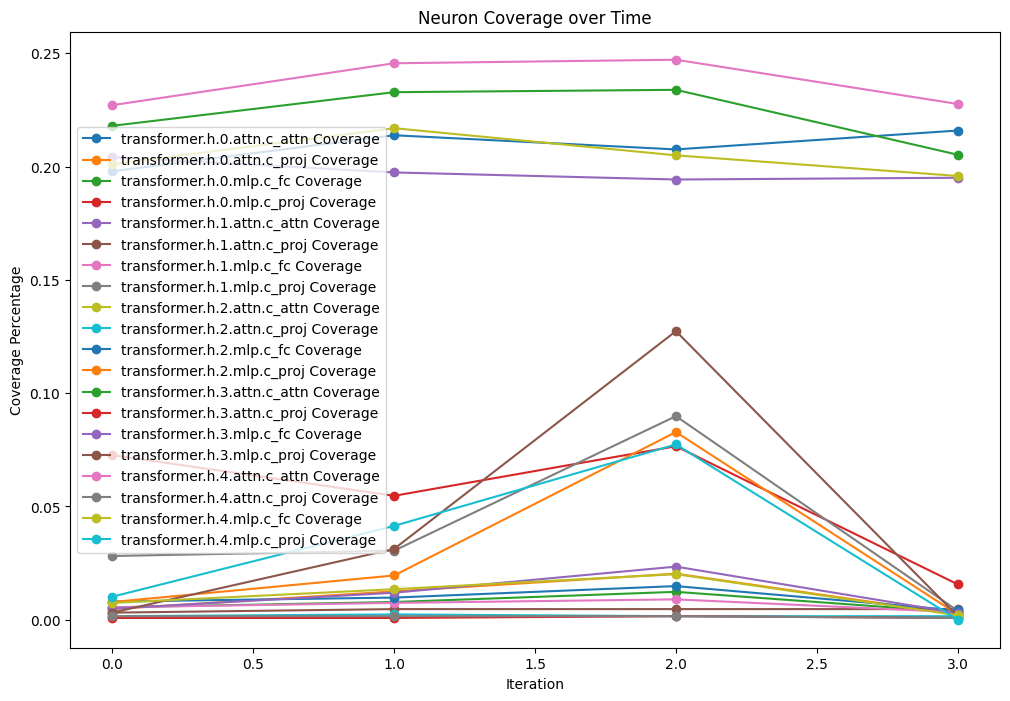 Neuron Coverage over Time
Coverage Percentage
0.25
0.20
0.15
0.10
0.05
0.00
transformer.h.0.attn.c_attn Coverage
transformer.h.0.attn.c_proj Coverage
transformer.h.0.mlp.c_fc Coverage
transformer.h.0.mlp.c_proj Coverage
transformer.h.1.attn.c_attn Coverage
transformer.h.1.attn.c_proj Coverage
transformer.h.1.mlp.c_fc Coverage
transformer.h.1.mlp.c_proj Coverage
transformer.h.2.attn.c_attn Coverage
transformer.h.2.attn.c_proj Coverage
transformer.h.2.mlp.c_fc Coverage
transformer.h.2.mlp.c_proj Coverage
transformer.h.3.attn.c_attn Coverage
transformer.h.3.attn.c_proj Coverage
transformer.h.3.mlp.c_fc Coverage
transformer.h.3.mlp.c_proj Coverage
transformer.h.4.attn.c_attn Coverage
transformer.h.4.attn.c_proj Coverage
transformer.h.4.mlp.c_fc Coverage
transformer.h.4.mlp.c_proj Coverage
0.0 0.5 1.0 1.5 2.0 2.5 3.0
Iteration